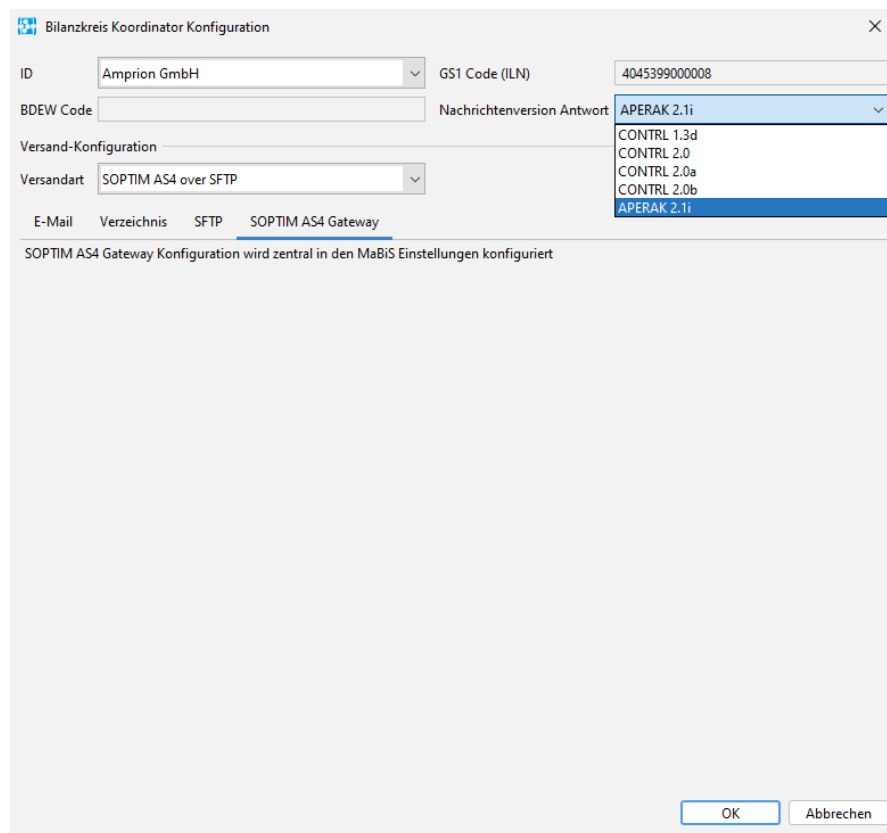 Bilanzkreis Koordinator Konfiguration
ID Amprion GmbH GS1 Code (ILN) 4045399000008
BDEW Code Nachrichtenversion Antwort APERAK 2.1i
CONTRL 1.3d
CONTRL 2.0
CONTRL 2.0a
CONTRL 2.0b
APERAK 2.1i
Versand-Konfiguration
Versandart SOPTIM AS4 over SFTP
E-Mail Verzeichnis SFTP SOPTIM AS4 Gateway
SOPTIM AS4 Gateway Konfiguration wird zentral in den MaBiS Einstellungen konfiguriert
OK Abbrechen